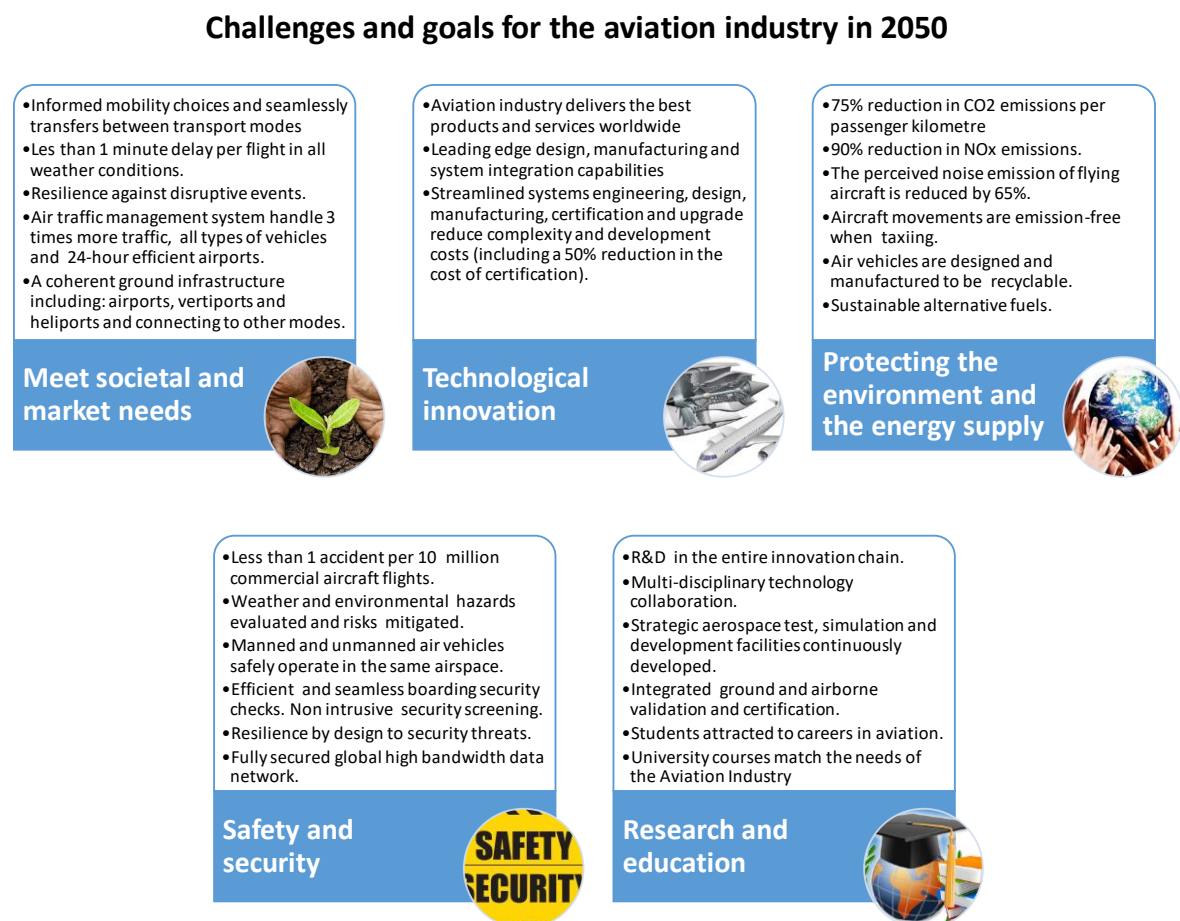 Challenges and goals for the aviation industry in 2050
•Informed mobility choices and seamlessly
transfers between transport modes
•Les than 1 minute delay per flight in all
weather conditions.
•Resilience against disruptive events.
•Air traffic management system handle 3
times more traffic, all types of vehicles
and 24-hour efficient airports.
•A coherent ground infrastructure
including: airports, vertiports and
heliports and connecting to other modes.
Meet societal and
market needs
•Aviation industry delivers the best
products and services worldwide
•Leading edge design, manufacturing and
system integration capabilities
•Streamlined systems engineering, design,
manufacturing, certification and upgrade
reduce complexity and development
costs (including a 50% reduction in the
cost of certification).
Technological
innovation
•75% reduction in CO2 emissions per
passenger kilometre
•90% reduction in NOx emissions.
•The perceived noise emission of flying
aircraft is reduced by 65%.
•Aircraft movements are emission-free
when taxiing.
•Air vehicles are designed and
manufactured to be recyclable.
•Sustainable alternative fuels.
Protecting the
environment and
the energy supply
•Less than 1 accident per 10 million
commercial aircraft flights.
•Weather and environmental hazards
evaluated and risks mitigated.
•Manned and unmanned air vehicles
safely operate in the same airspace.
•Efficient and seamless boarding security
checks. Non intrusive security screening.
•Resilience by design to security threats.
•Fully secured global high bandwidth data
network.
Safety and
security
SAFETY
SECURITY
•R&D in the entire innovation chain.
•Multi-disciplinary technology
collaboration.
•Strategic aerospace test, simulation and
development facilities continuously
developed.
•Integrated ground and airborne
validation and certification.
•Students attracted to careers in aviation.
•University courses match the needs of
the Aviation Industry
Research and
education